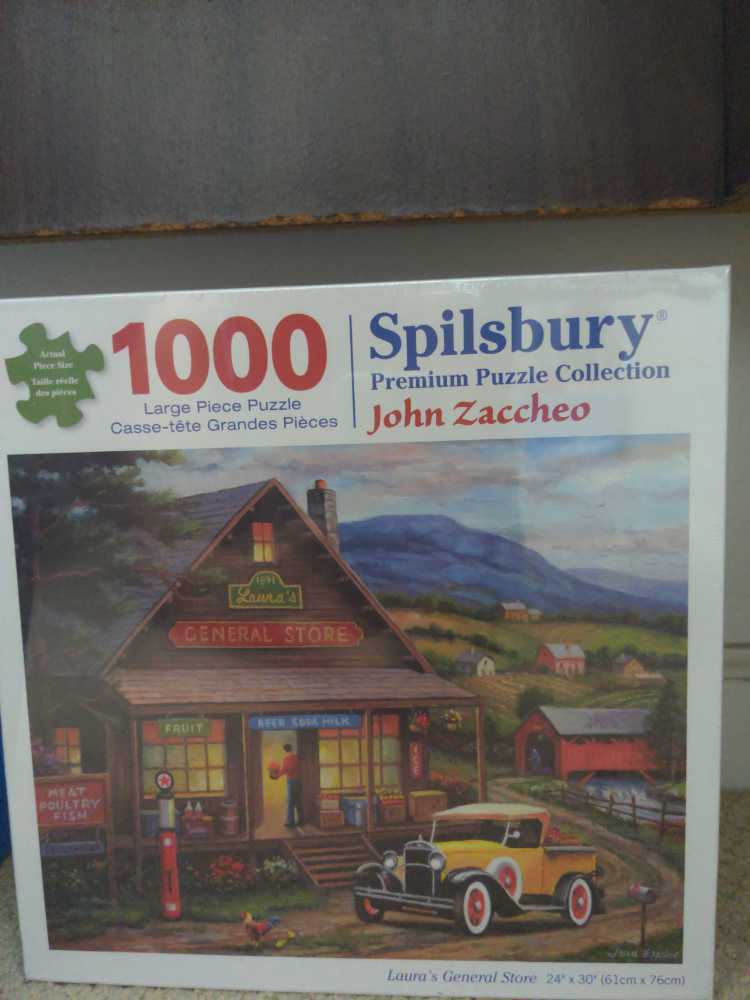 Actual
Piece Size
Taille réelle
des pièces
1000
Large Piece Puzzle
Casse-tête Grandes Pièces
Spilsbury®
Premium Puzzle Collection
John Zaccheo
1891
Laura's
GENERAL STORE
FRUIT
BEER SODA MILK
ICE
MEAT
POULTRY
FISH
Laura's General Store 24" x 30" (61cm x 76cm)